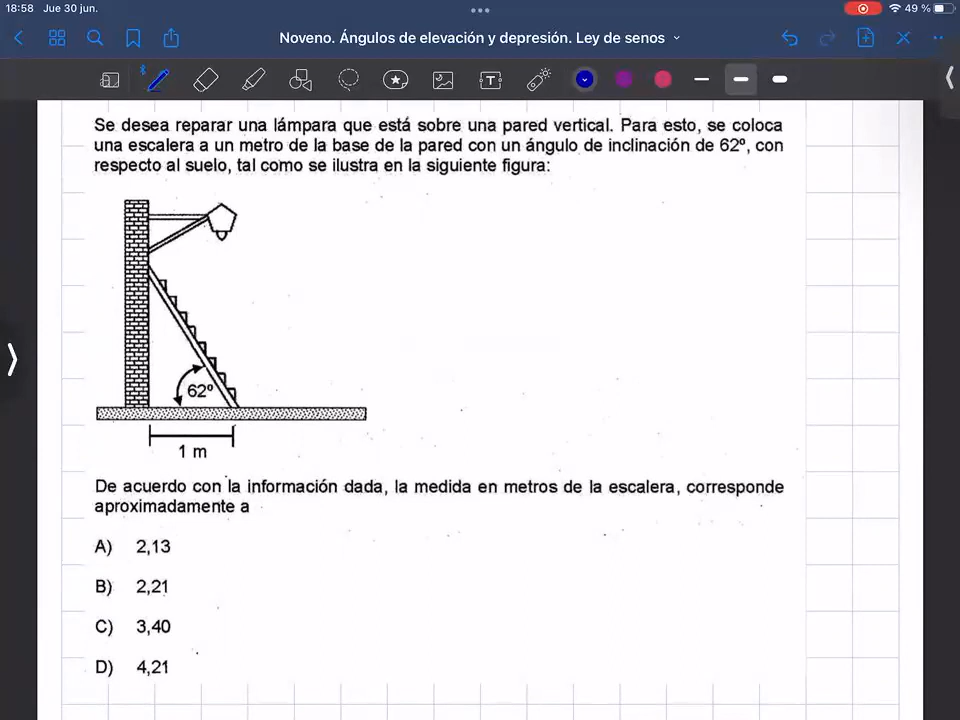 18:58 Jue 30 jun.
49 %
Noveno. Ángulos de elevación y depresión. Ley de senos
T
Se desea reparar una lámpara que está sobre una pared vertical. Para esto, se coloca
una escalera a un metro de la base de la pared con un ángulo de inclinación de 62º, con
respecto al suelo, tal como se ilustra en la siguiente figura:
62º
1 m
De acuerdo con la información dada, la medida en metros de la escalera, corresponde
aproximadamente a
A) 2,13
B) 2,21
C) 3,40
D) 4,21